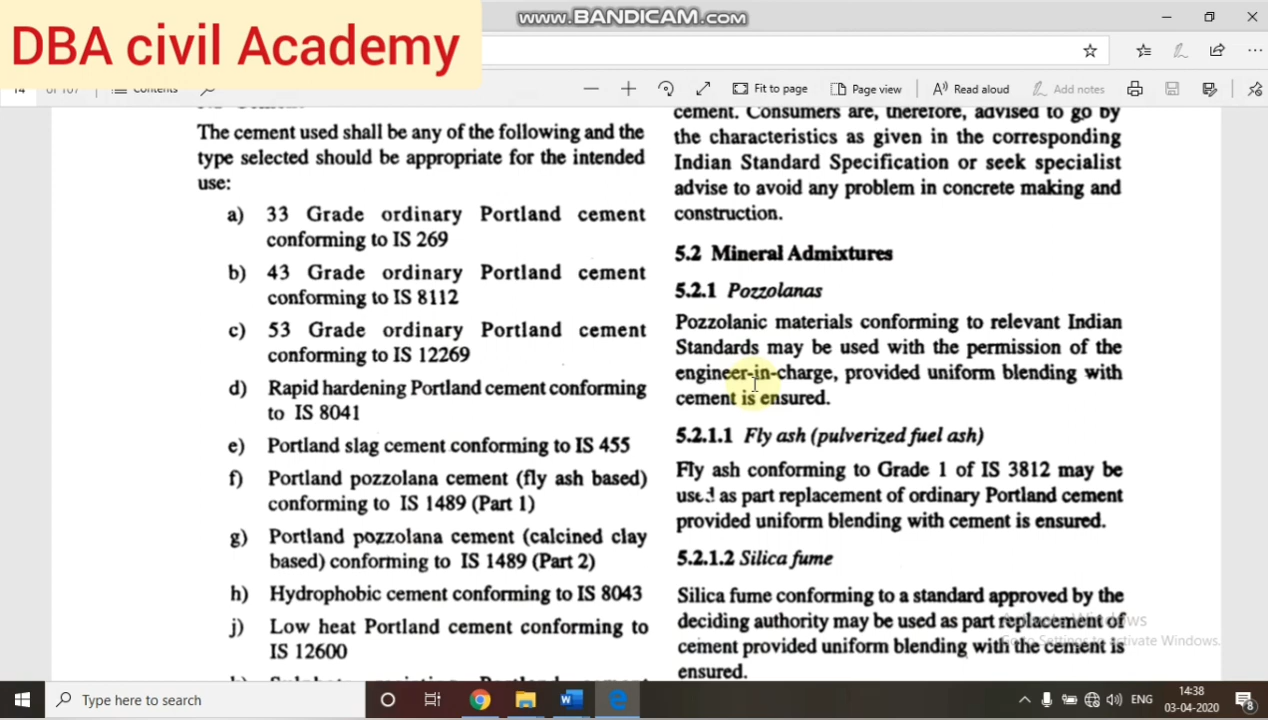 www.BANDICAM.com
DBA civil Academy
14
of 107
Contents
Fit to page
Page view
Read aloud
Add notes
The cement used shall be any of the following and the
type selected should be appropriate for the intended
use:
a) 33 Grade ordinary Portland cement
conforming to IS 269
b) 43 Grade ordinary Portland cement
conforming to IS 8112
c) 53 Grade ordinary Portland cement
conforming to IS 12269
d) Rapid hardening Portland cement conforming
to IS 8041
e) Portland slag cement conforming to IS 455
f) Portland pozzolana cement (fly ash based)
conforming to IS 1489 (Part 1)
g) Portland pozzolana cement (calcined clay
based) conforming to IS 1489 (Part 2)
h) Hydrophobic cement conforming to IS 8043
j) Low heat Portland cement conforming to
IS 12600
cement. Consumers are, therefore, advised to go by
the characteristics as given in the corresponding
Indian Standard Specification or seek specialist
advise to avoid any problem in concrete making and
construction.
5.2 Mineral Admixtures
5.2.1 Pozzolanas
Pozzolanic materials conforming to relevant Indian
Standards may be used with the permission of the
engineer-in-charge, provided uniform blending with
cement is ensured.
5.2.1.1 Fly ash (pulverized fuel ash)
Fly ash conforming to Grade 1 of IS 3812 may be
used as part replacement of ordinary Portland cement
provided uniform blending with cement is ensured.
5.2.1.2 Silica fume
Silica fume conforming to a standard approved by the
deciding authority may be used as part replacement of
cement provided uniform blending with the cement is
ensured.
Activate Windows
Go to Settings to activate Windows.
Type here to search
ENG
14:38
03-04-2020
8